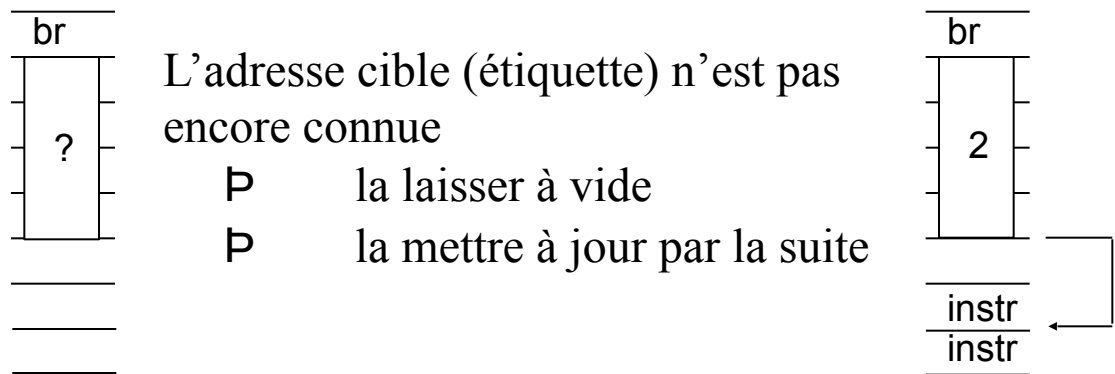 br
?
L’adresse cible (étiquette) n’est pas
encore connue
Þ la laisser à vide
Þ la mettre à jour par la suite
br
2
instr
instr